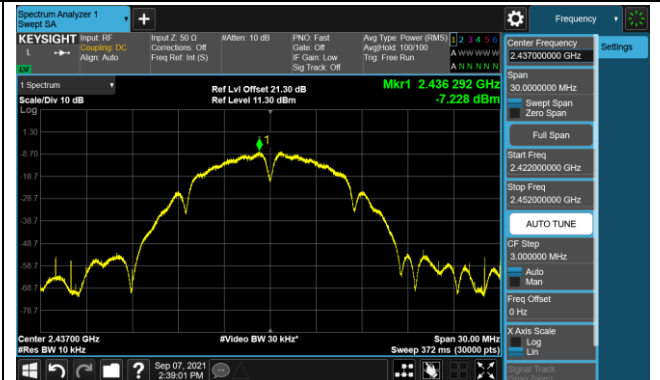 Spectrum Analyzer 1
Swept SA
+
Frequency
KEYSIGHT
L
Input: RF
Coupling: DC
Align: Auto
Input Z: 50 Ω
Corrections: Off
Freq Ref: Int (S)
#Atten: 10 dB
PNO: Fast
Gate: Off
IF Gain: Low
Sig Track: Off
Avg Type: Power (RMS)
Avg|Hold: 100/100
Trig: Free Run
1 2 3 4 5 6
A W W W W W
A N N N N N
1 Spectrum
Scale/Div 10 dB
Log
Ref Lvl Offset 21.30 dB
Ref Level 11.30 dBm
Mkr1 2.436 292 GHz
-7.228 dBm
1
1.30
-8.70
-18.7
-28.7
-38.7
-48.7
-58.7
-68.7
-78.7
Center 2.43700 GHz
#Res BW 10 kHz
#Video BW 30 kHz*
Span 30.00 MHz
Sweep 372 ms (30000 pts)
Center Frequency
2.437000000 GHz
Settings
Span
30.0000000 MHz
Swept Span
Zero Span
Full Span
Start Freq
2.422000000 GHz
Stop Freq
2.452000000 GHz
AUTO TUNE
CF Step
3.000000 MHz
Auto
Man
Freq Offset
0 Hz
X Axis Scale
Log
Lin
Signal Track
?
Sep 07, 2021
2:39:01 PM